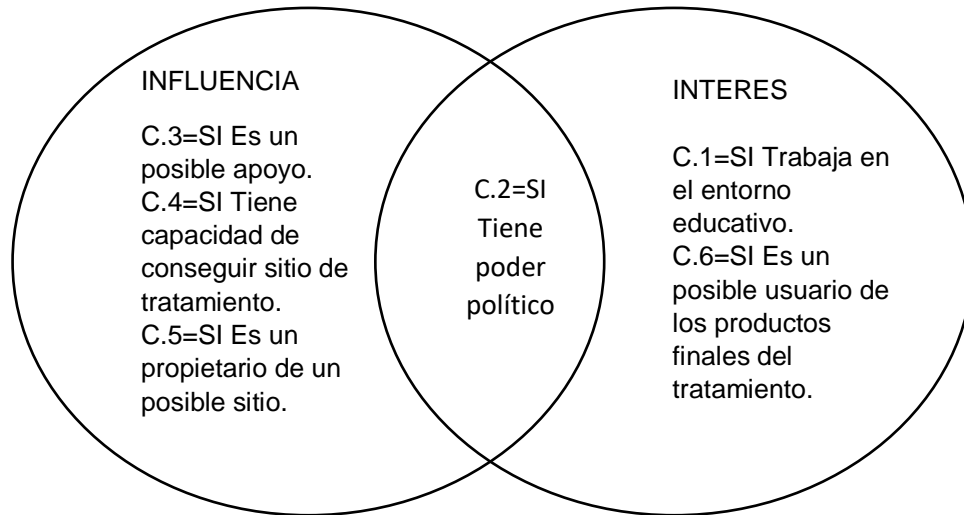 INFLUENCIA
C.3=SI Es un
posible apoyo.
C.4=SI Tiene
capacidad de
conseguir sitio de
tratamiento.
C.5=SI Es un
propietario de un
posible sitio.
C.2=SI
Tiene
poder
político
INTERES
C.1=SI Trabaja en
el entorno
educativo.
C.6=SI Es un
posible usuario de
los productos
finales del
tratamiento.